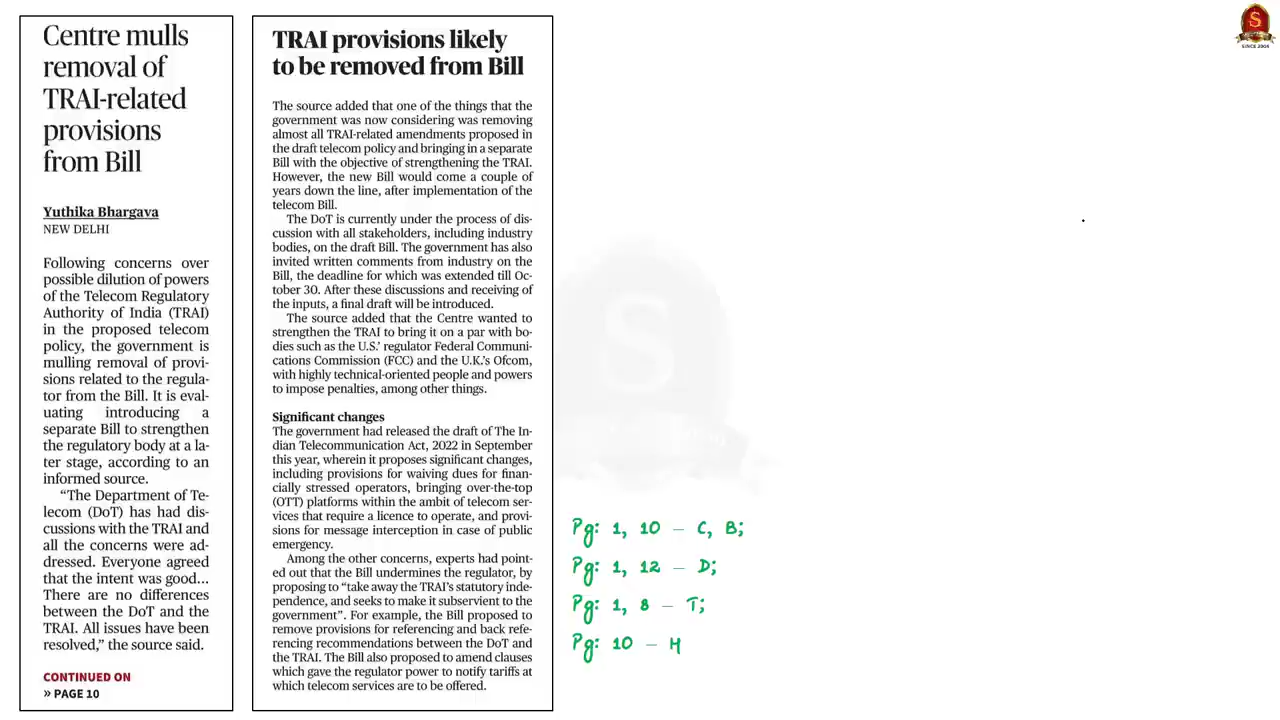 Centre mulls
removal of
TRAI-related
provisions
from Bill
Yuthika Bhargava
NEW DELHI
Following concerns over
possible dilution of powers
of the Telecom Regulatory
Authority of India (TRAI)
in the proposed telecom
policy, the government is
mulling removal of provi-
sions related to the regula-
tor from the Bill. It is eval-
uating introducing a
separate Bill to strengthen
the regulatory body at a la-
ter stage, according to an
informed source.
“The Department of Te-
lecom (DoT) has had dis-
cussions with the TRAI and
all the concerns were ad-
dressed. Everyone agreed
that the intent was good...
There are no differences
between the DoT and the
TRAI. All issues have been
resolved,” the source said.
CONTINUED ON
» PAGE 10
TRAI provisions likely
to be removed from Bill
The source added that one of the things that the
government was now considering was removing
almost all TRAI-related amendments proposed in
the draft telecom policy and bringing in a separate
Bill with the objective of strengthening the TRAI.
However, the new Bill would come a couple of
years down the line, after implementation of the
telecom Bill.
The DoT is currently under the process of dis-
cussion with all stakeholders, including industry
bodies, on the draft Bill. The government has also
invited written comments from industry on the
Bill, the deadline for which was extended till Oc-
tober 30. After these discussions and receiving of
the inputs, a final draft will be introduced.
The source added that the Centre wanted to
strengthen the TRAI to bring it on a par with bo-
dies such as the U.S.’ regulator Federal Communi-
cations Commission (FCC) and the U.K.’s Ofcom,
with highly technical-oriented people and powers
to impose penalties, among other things.
Significant changes
The government had released the draft of The In-
dian Telecommunication Act, 2022 in September
this year, wherein it proposes significant changes,
including provisions for waiving dues for finan-
cially stressed operators, bringing over-the-top
(OTT) platforms within the ambit of telecom ser-
vices that require a licence to operate, and provi-
sions for message interception in case of public
emergency.
Among the other concerns, experts had point-
ed out that the Bill undermines the regulator, by
proposing to “take away the TRAI’s statutory inde-
pendence, and seeks to make it subservient to the
government”. For example, the Bill proposed to
remove provisions for referencing and back refe-
rencing recommendations between the DoT and
the TRAI. The Bill also proposed to amend clauses
which gave the regulator power to notify tariffs at
which telecom services are to be offered.
Pg: 1, 10 – C, B;
Pg: 1, 12 – D;
Pg: 1, 8 – T;
Pg: 10 – H
SINCE 2004